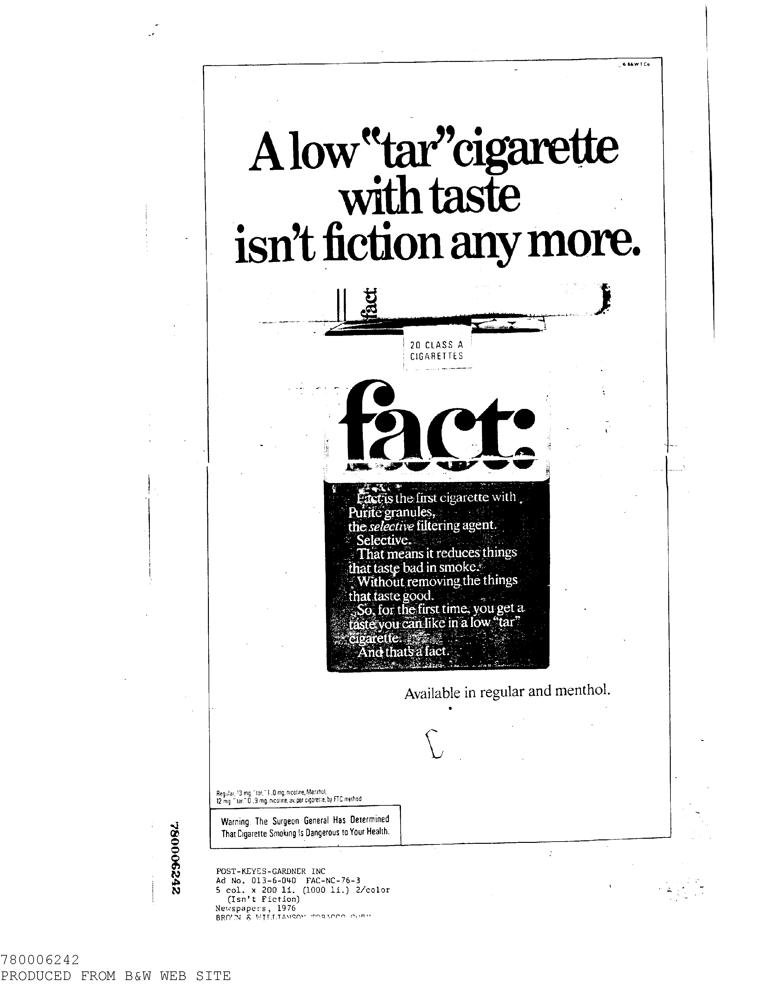 © B&W T Co.
A low "tar" cigarette
with taste
isn't fiction any more.
fact:
20 CLASS A
CIGARETTES
fact:
Fact is the first cigarette with
Purite granules,
the selective filtering agent.
Selective.
That means it reduces things
that taste bad in smoke.
Without removing the things
that taste good.
So, for the first time, you get a
taste you can like in a low "tar"
cigarette.
And that's a fact.
Available in regular and menthol.
Regular, 13 mg. "tar," 1.0 mg. nicotine, Menthol,
12 mg. "tar" 0.9 mg. nicotine, av. per cigarette, by FTC method
Warning: The Surgeon General Has Determined
That Cigarette Smoking Is Dangerous to Your Health.
780006242
POST-KEYES-GARDNER INC
Ad No. 013-6-040 FAC-NC-76-3
5 col. x 200 li. (1000 li.) 2/color
(Isn't Fiction)
Newspapers, 1976
BROWN & WILLIAMSON TOBACCO CORP.
780006242
PRODUCED FROM B&W WEB SITE